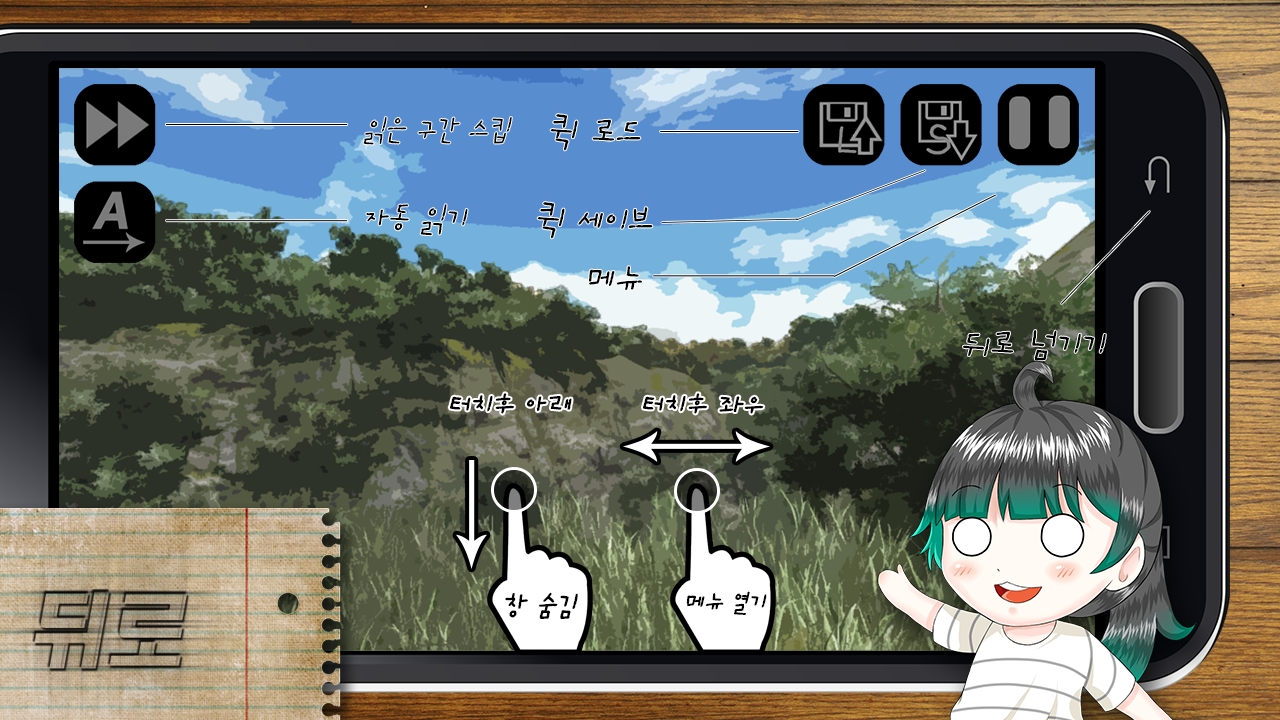 읽은 구간 스킵
퀵 로드
A
자동 읽기
퀵 세이브
S
메뉴
뒤로 넘기기
터치후 아래
터치후 좌우
창 숨김
메뉴 열기
뒤로